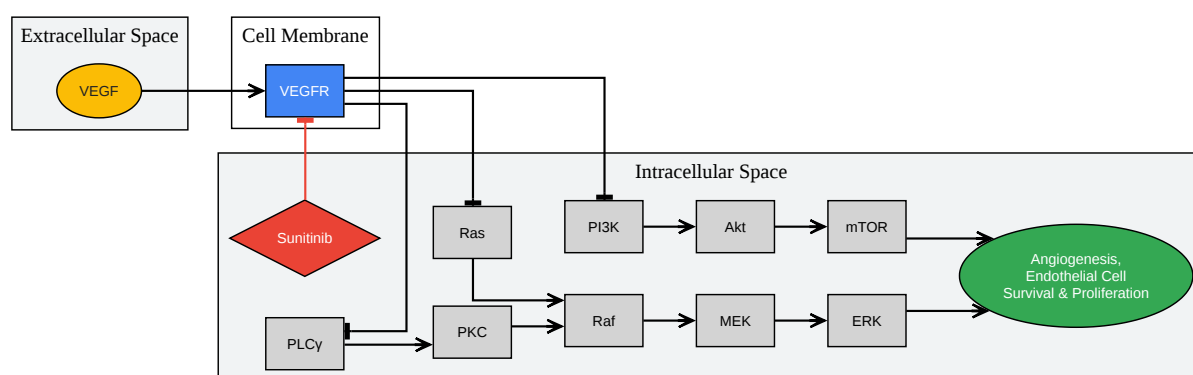 Extracellular Space
Cell Membrane
VEGF
VEGFR
Intracellular Space
Sunitinib
Ras
PI3K
Akt
mTOR
Angiogenesis,
Endothelial Cell
Survival & Proliferation
PLCγ
PKC
Raf
MEK
ERK